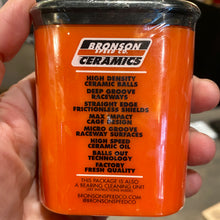 BRONSON
SPEED CO.
CERAMICS
HIGH DENSITY
CERAMIC BALLS
DEEP GROOVE
RACEWAYS
STRAIGHT EDGE
FRICTIONLESS SHIELDS
MAX IMPACT
CAGE DESIGN
MICRO GROOVE
RACEWAY SURFACES
HIGH SPEED
CERAMIC OIL
BALLS OUT
TECHNOLOGY
FACTORY
FRESH QUALITY
THIS PACKAGE IS ALSO
A BEARING CLEANING UNIT
BRONSONSPEEDCO.COM
@BRONSONSPEEDCO